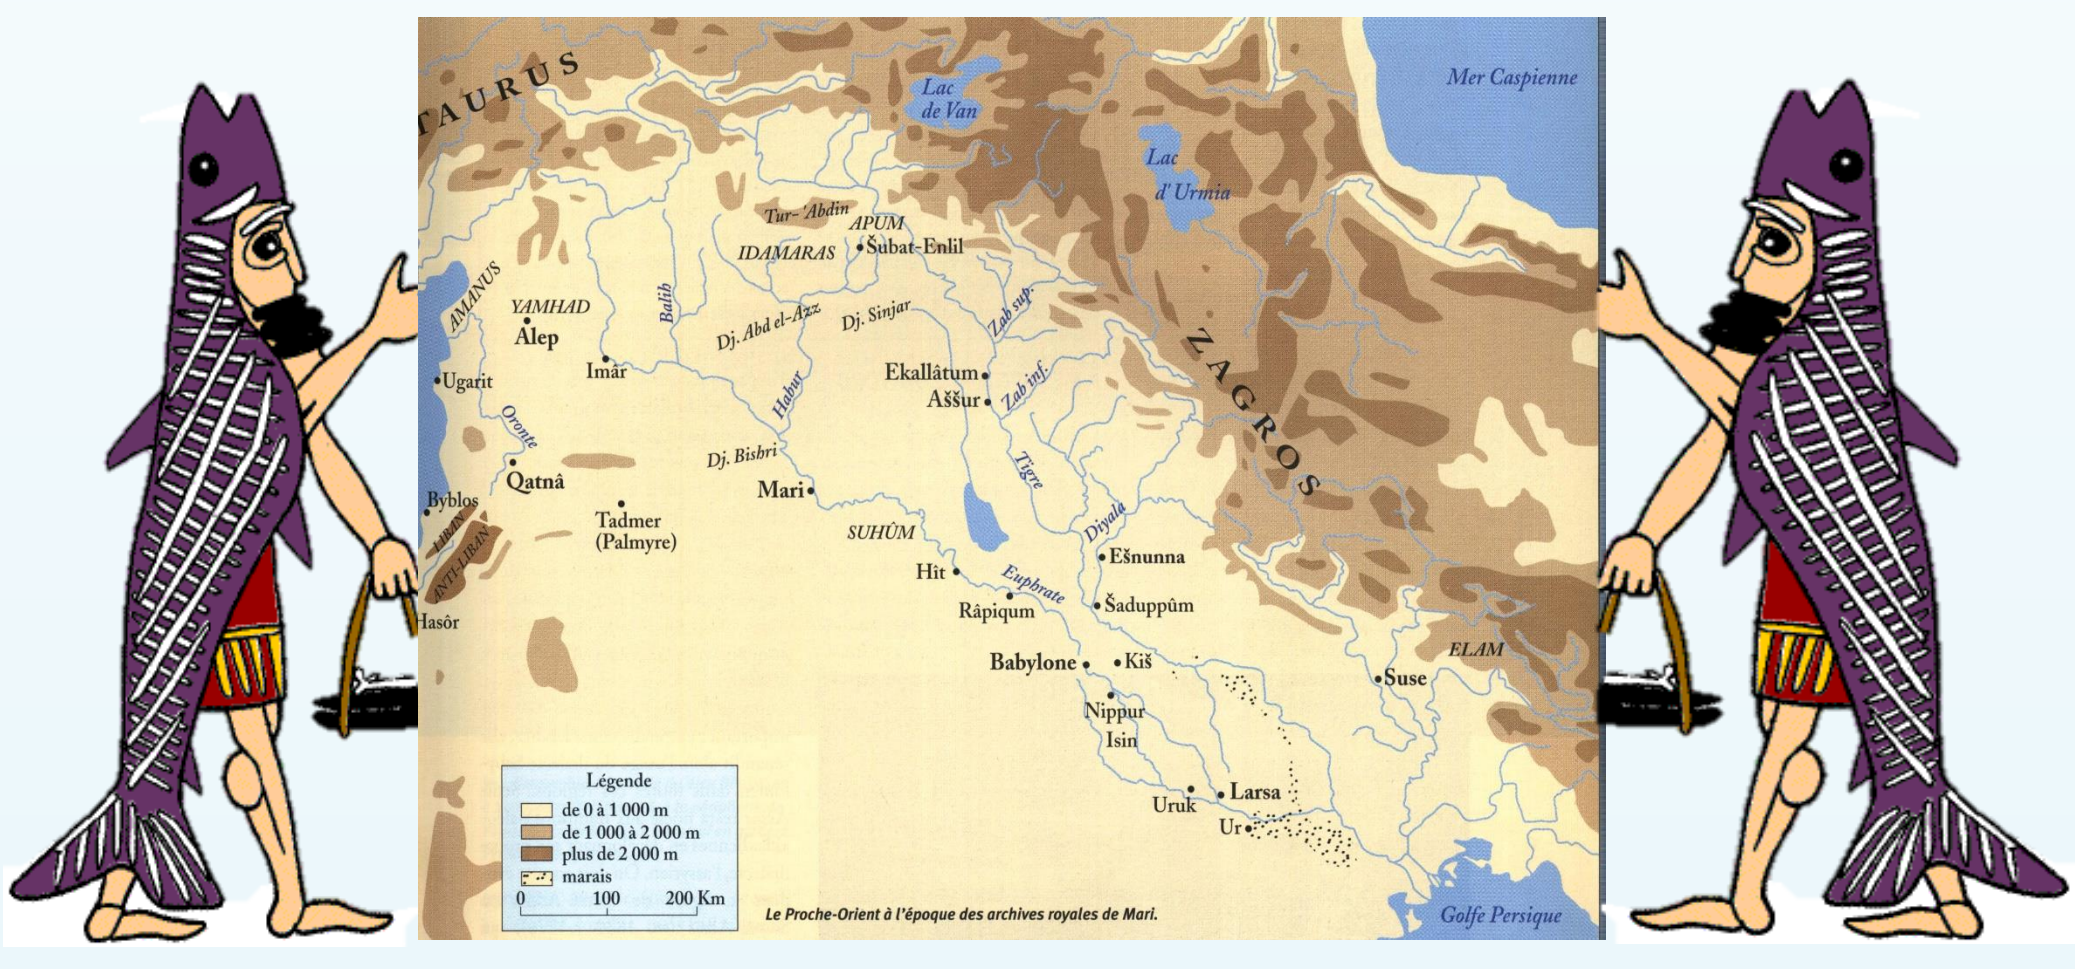 TAURUS
Lac
de Van
Mer Caspienne
Lac
d'Urmia
Tur-'Abdin
APUM
IDAMARAS
Šubat-Enlil
AMANUS
YAMHAD
Alep
Balih
Dj. Abd el-Azz
Dj. Sinjar
Zab sup.
ZAGROS
Imâr
Ugarit
Habur
Ekallâtum
Aššur
Zab inf.
Oronte
Qatnâ
Dj. Bishri
Mari
Tigre
Byblos
LIBAN
ANTI-LIBAN
Tadmer
(Palmyre)
SUHÛM
Diyala
Ešnunna
Hît
Euphrate
Râpiqum
Šaduppûm
Hasôr
Babylone
Kiš
ELAM
Suse
Nippur
Isin
Uruk
Larsa
Ur
Légende
de 0 à 1 000 m
de 1 000 à 2 000 m
plus de 2 000 m
marais
0 100 200 Km
Le Proche-Orient à l'époque des archives royales de Mari.
Golfe Persique